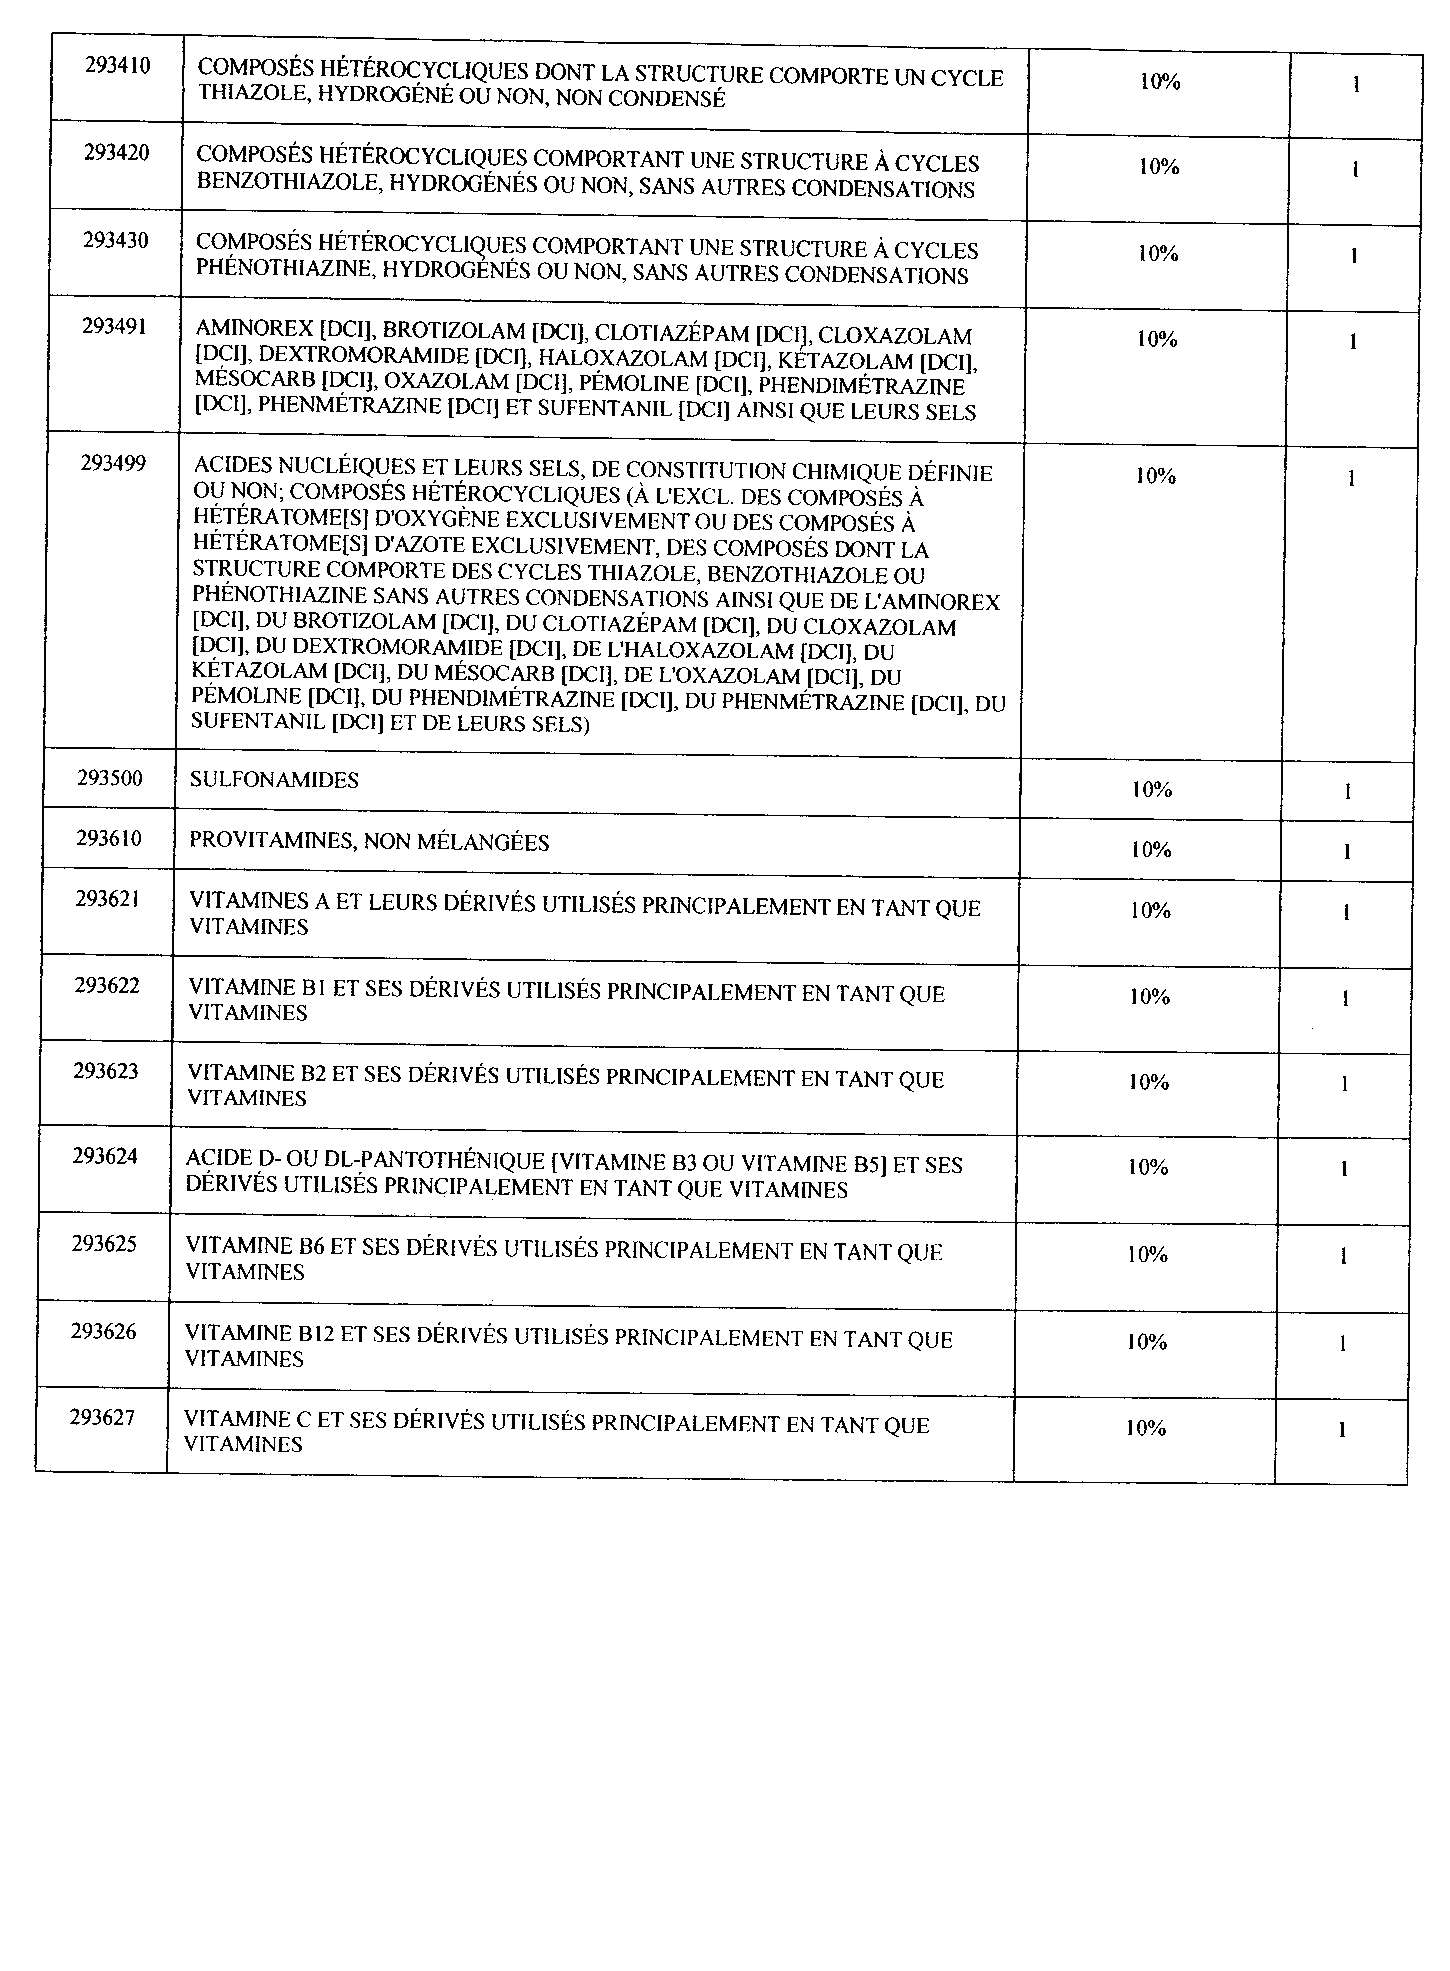 293410 COMPOSÉS HÉTÉROCYCLIQUES DONT LA STRUCTURE COMPORTE UN CYCLE 10% 1
THIAZOLE, HYDROGÉNÉ OU NON, NON CONDENSÉ
293420 COMPOSÉS HÉTÉROCYCLIQUES COMPORTANT UNE STRUCTURE À CYCLES 10% 1
BENZOTHIAZOLE, HYDROGÉNÉS OU NON, SANS AUTRES CONDENSATIONS
293430 COMPOSÉS HÉTÉROCYCLIQUES COMPORTANT UNE STRUCTURE À CYCLES 10% 1
PHÉNOTHIAZINE, HYDROGÉNÉS OU NON, SANS AUTRES CONDENSATIONS
293491 AMINOREX [DCI], BROTIZOLAM [DCI], CLOTIAZÉPAM [DCI], CLOXAZOLAM 10% 1
[DCI], DEXTROMORAMIDE [DCI], HALOXAZOLAM [DCI], KÉTAZOLAM [DCI],
MÉSOCARB [DCI], OXAZOLAM [DCI], PÉMOLINE [DCI], PHENDIMÉTRAZINE
[DCI], PHENMÉTRAZINE [DCI] ET SUFENTANIL [DCI] AINSI QUE LEURS SELS
293499 ACIDES NUCLÉIQUES ET LEURS SELS, DE CONSTITUTION CHIMIQUE DÉFINIE 10% 1
OU NON; COMPOSÉS HÉTÉROCYCLIQUES (À L'EXCL. DES COMPOSÉS À
HÉTÉRATOME[S] D'OXYGÈNE EXCLUSIVEMENT OU DES COMPOSÉS À
HÉTÉRATOME[S] D'AZOTE EXCLUSIVEMENT, DES COMPOSÉS DONT LA
STRUCTURE COMPORTE DES CYCLES THIAZOLE, BENZOTHIAZOLE OU
PHÉNOTHIAZINE SANS AUTRES CONDENSATIONS AINSI QUE DE L'AMINOREX
[DCI], DU BROTIZOLAM [DCI], DU CLOTIAZÉPAM [DCI], DU CLOXAZOLAM
[DCI], DU DEXTROMORAMIDE [DCI], DE L'HALOXAZOLAM [DCI], DU
KÉTAZOLAM [DCI], DU MÉSOCARB [DCI], DE L'OXAZOLAM [DCI], DU
PÉMOLINE [DCI], DU PHENDIMÉTRAZINE [DCI], DU PHENMÉTRAZINE [DCI], DU
SUFENTANIL [DCI] ET DE LEURS SELS)
293500 SULFONAMIDES 10% 1
293610 PROVITAMINES, NON MÉLANGÉES 10% 1
293621 VITAMINES A ET LEURS DÉRIVÉS UTILISÉS PRINCIPALEMENT EN TANT QUE 10% 1
VITAMINES
293622 VITAMINE B1 ET SES DÉRIVÉS UTILISÉS PRINCIPALEMENT EN TANT QUE 10% 1
VITAMINES
293623 VITAMINE B2 ET SES DÉRIVÉS UTILISÉS PRINCIPALEMENT EN TANT QUE 10% 1
VITAMINES
293624 ACIDE D- OU DL-PANTOTHÉNIQUE [VITAMINE B3 OU VITAMINE B5] ET SES 10% 1
DÉRIVÉS UTILISÉS PRINCIPALEMENT EN TANT QUE VITAMINES
293625 VITAMINE B6 ET SES DÉRIVÉS UTILISÉS PRINCIPALEMENT EN TANT QUE 10% 1
VITAMINES
293626 VITAMINE B12 ET SES DÉRIVÉS UTILISÉS PRINCIPALEMENT EN TANT QUE 10% 1
VITAMINES
293627 VITAMINE C ET SES DÉRIVÉS UTILISÉS PRINCIPALEMENT EN TANT QUE 10% 1
VITAMINES